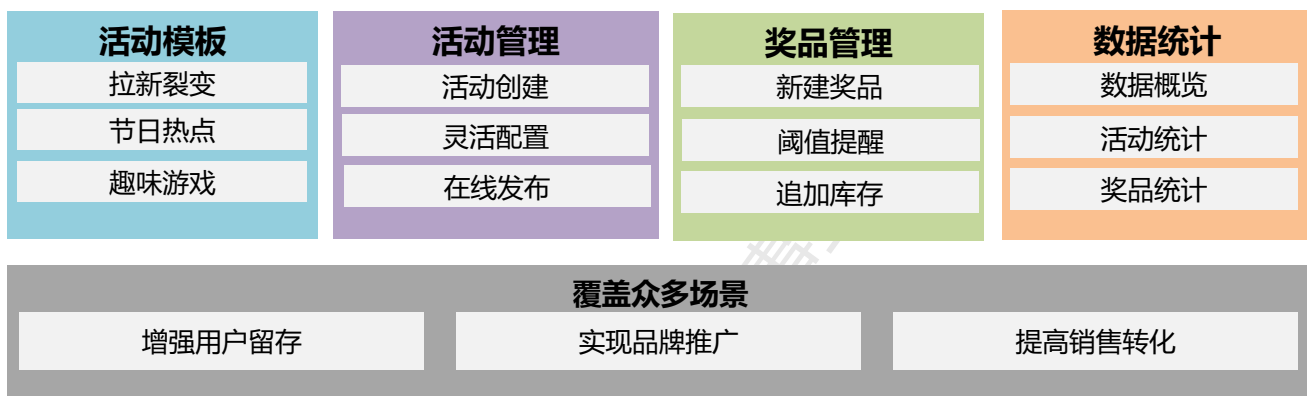 活动模板
拉新裂变
节日热点
趣味游戏
活动管理
活动创建
灵活配置
在线发布
奖品管理
新建奖品
阈值提醒
追加库存
数据统计
数据概览
活动统计
奖品统计
覆盖众多场景
增强用户留存
实现品牌推广
提高销售转化